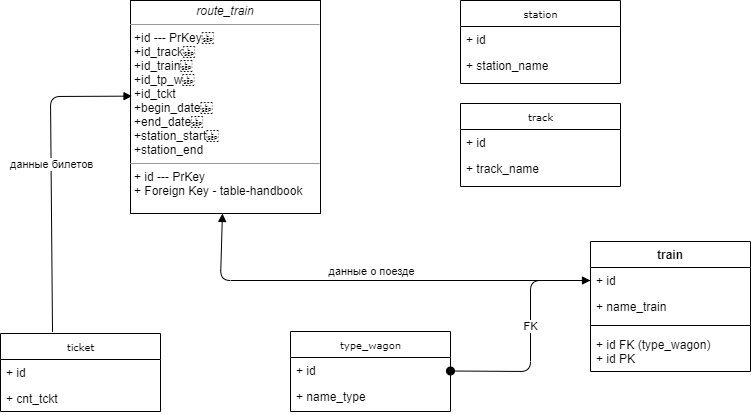 route_train
+id --- PrKey
+id_track
+id_train
+id_tp_w
+id_tckt
+begin_date
+end_date
+station_start
+station_end
+ id --- PrKey
+ Foreign Key - table-handbook
station
+ id
+ station_name
track
+ id
+ track_name
данные билетов
данные о поезде
train
+ id
+ name_train
+ id FK (type_wagon)
+ id PK
FK
ticket
+ id
+ cnt_tckt
type_wagon
+ id
+ name_type